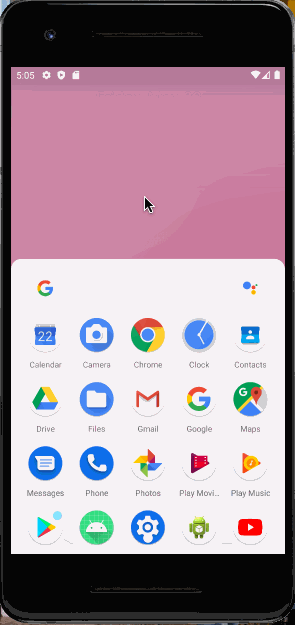 5:05
22
Calendar Camera Chrome Clock Contacts
Drive Files Gmail Google Maps
Messages Phone Photos Play Movi... Play Music